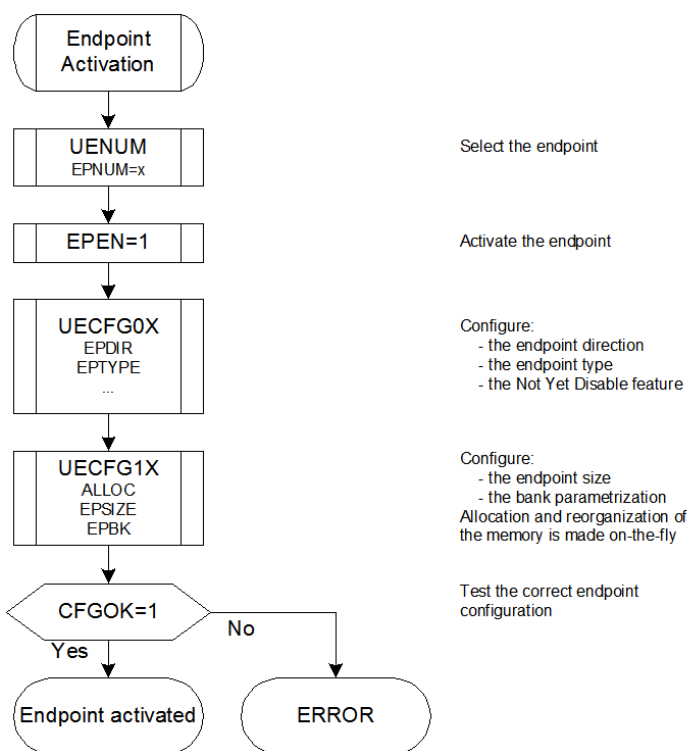 Endpoint
Activation
UENUM
EPNUM=x
Select the endpoint
EPEN=1
Activate the endpoint
UECFG0X
EPDIR
EPTYPE
...
Configure:
- the endpoint direction
- the endpoint type
- the Not Yet Disable feature
UECFG1X
ALLOC
EPSIZE
EPBK
Configure:
- the endpoint size
- the bank parametrization
Allocation and reorganization of
the memory is made on-the-fly
CFGOK=1
Test the correct endpoint
configuration
No
Yes
Endpoint activated
ERROR